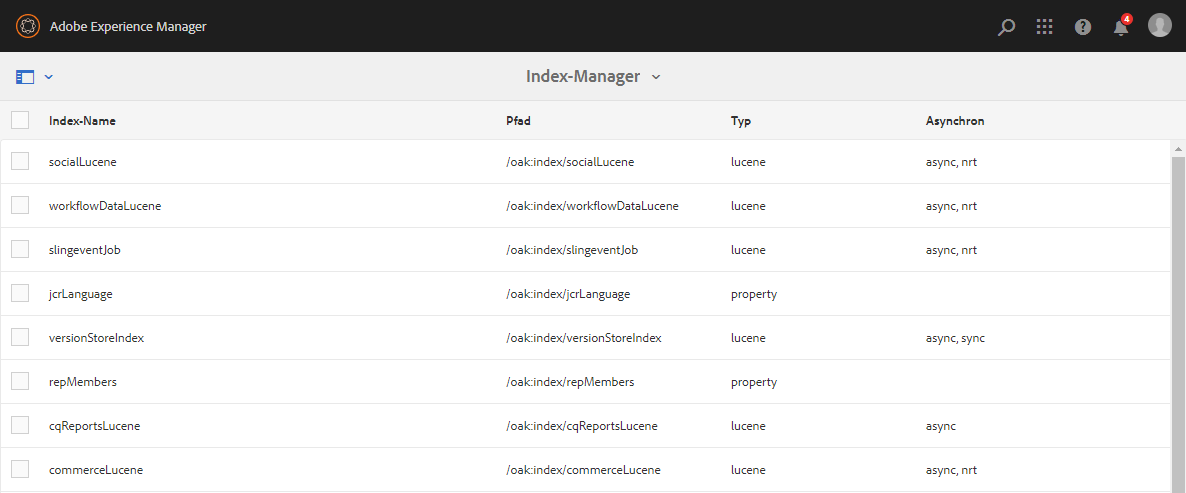 Adobe Experience Manager
4
Index-Manager
Index-Name Pfad Typ Asynchron
socialLucene /oak:index/socialLucene lucene async, nrt
workflowDataLucene /oak:index/workflowDataLucene lucene async, nrt
slingeventJob /oak:index/slingeventJob lucene async, nrt
jcrLanguage /oak:index/jcrLanguage property
versionStoreIndex /oak:index/versionStoreIndex lucene async, sync
repMembers /oak:index/repMembers property
cqReportsLucene /oak:index/cqReportsLucene lucene async
commerceLucene /oak:index/commerceLucene lucene async, nrt